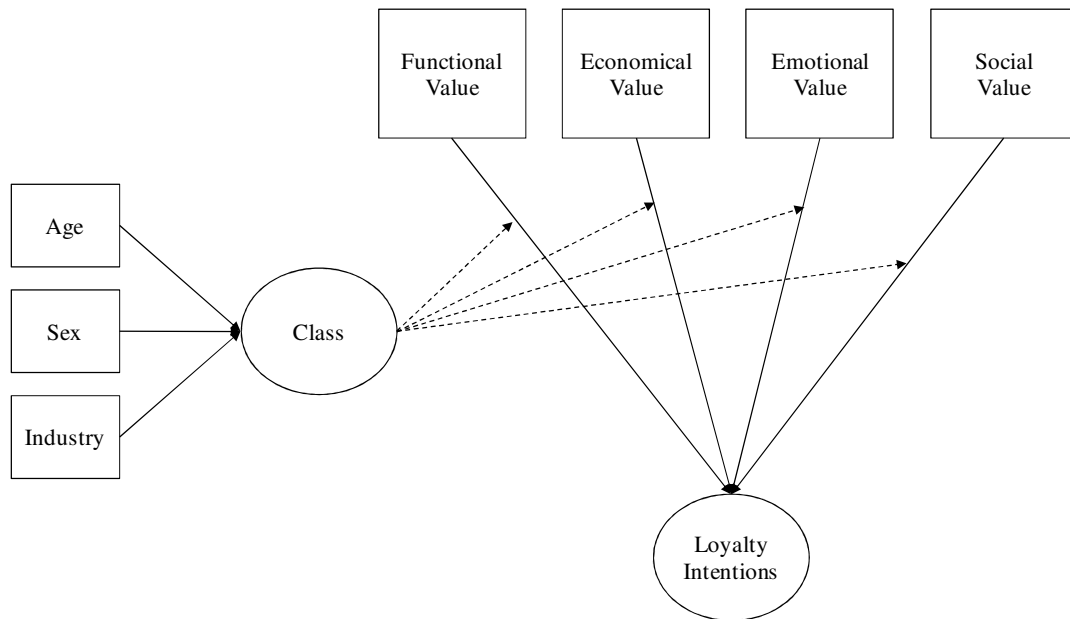 Functional
Value
Economical
Value
Emotional
Value
Social
Value
Age
Sex
Class
Industry
Loyalty
Intentions